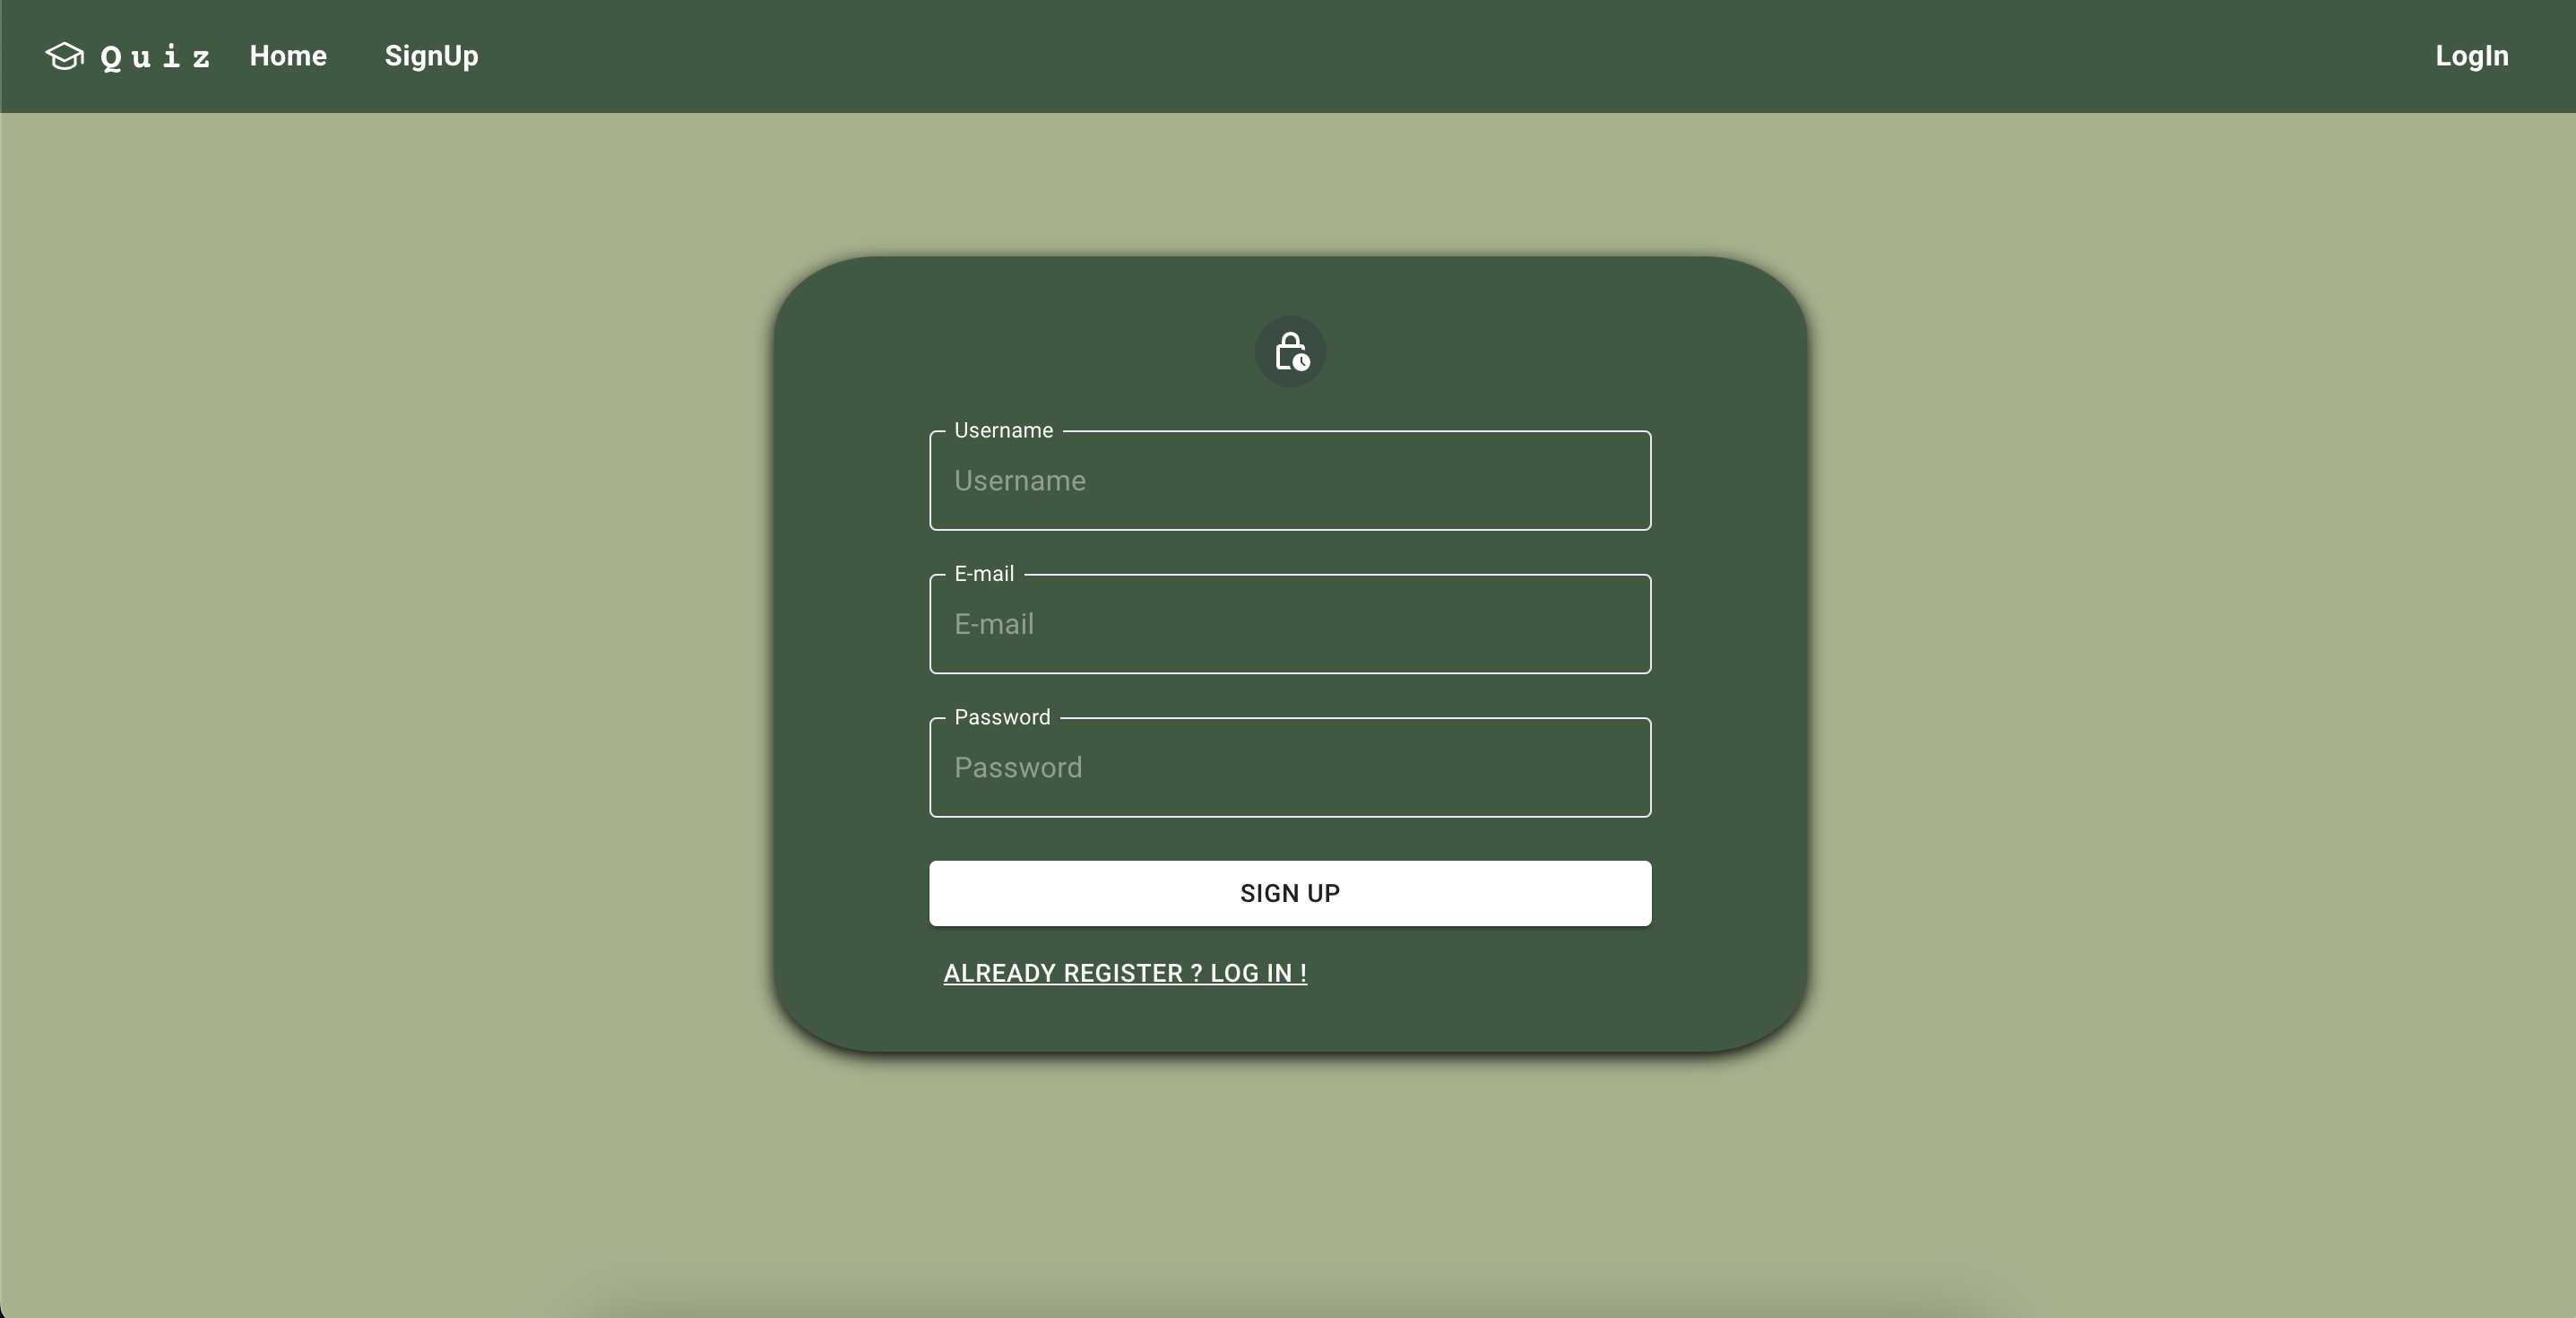 Quiz Home SignUp LogIn
Username
Username
E-mail
E-mail
Password
Password
SIGN UP
ALREADY REGISTER ? LOG IN !